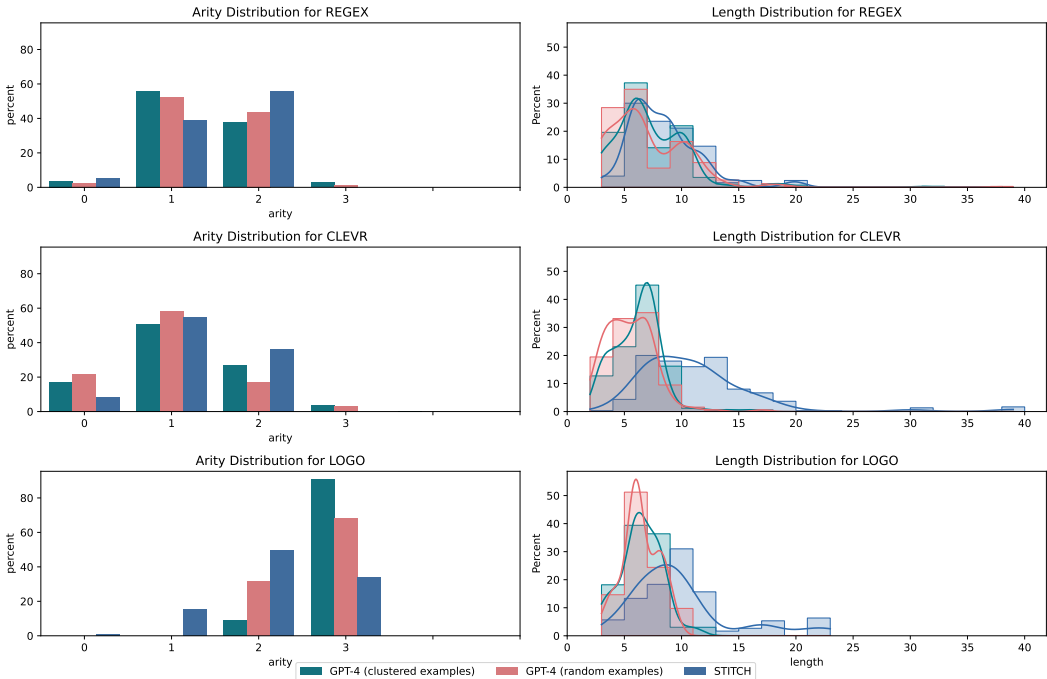 Arity Distribution for REGEX
percent
80
60
40
20
0
0 1 2 3
arity
Length Distribution for REGEX
Percent
50
40
30
20
10
0
0 5 10 15 20 25 30 35 40
Arity Distribution for CLEVR
percent
80
60
40
20
0
0 1 2 3
arity
Length Distribution for CLEVR
Percent
50
40
30
20
10
0
0 5 10 15 20 25 30 35 40
Arity Distribution for LOGO
percent
80
60
40
20
0
0 1 2 3
arity
Length Distribution for LOGO
Percent
50
40
30
20
10
0
0 5 10 15 20 25 30 35 40
length
GPT-4 (clustered examples) GPT-4 (random examples) STITCH